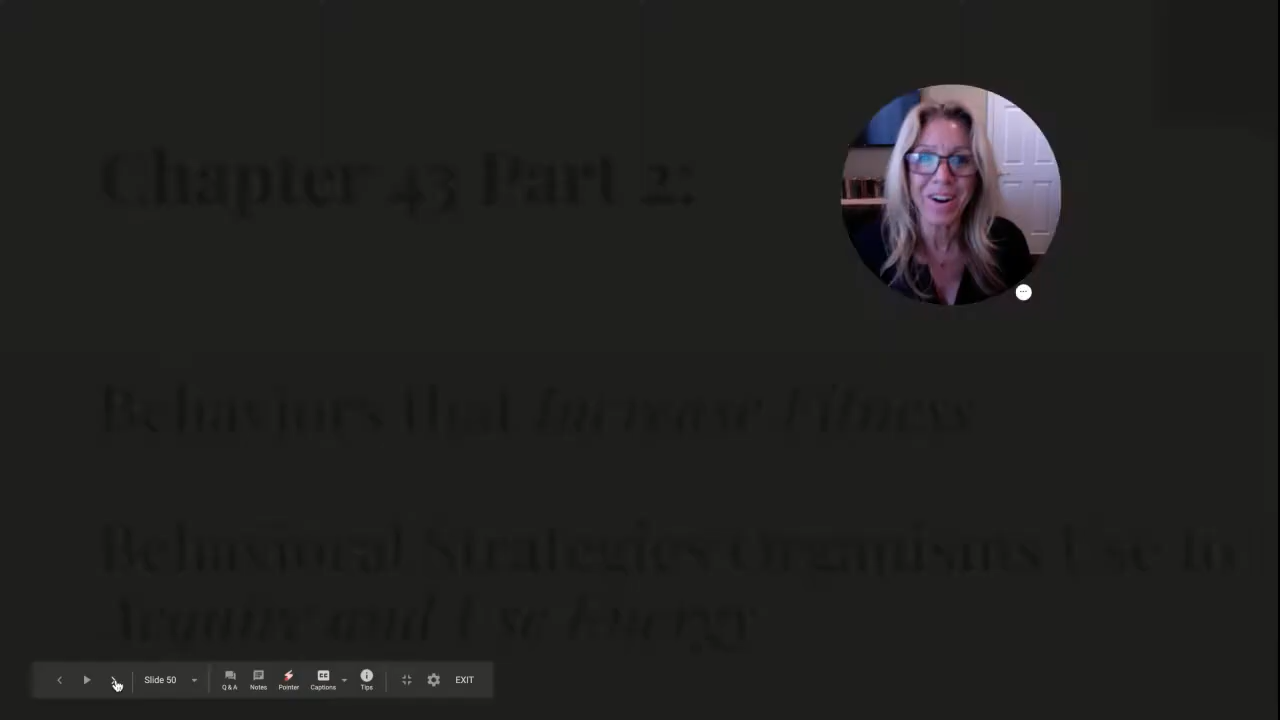 Chapter 43 Part 2:
Behaviors that Increase Fitness
Behavioral Strategies Organisms Use to
Acquire and Use Energy
Slide 50
Q & A
Notes
Pointer
CC
Captions
Tips
EXIT